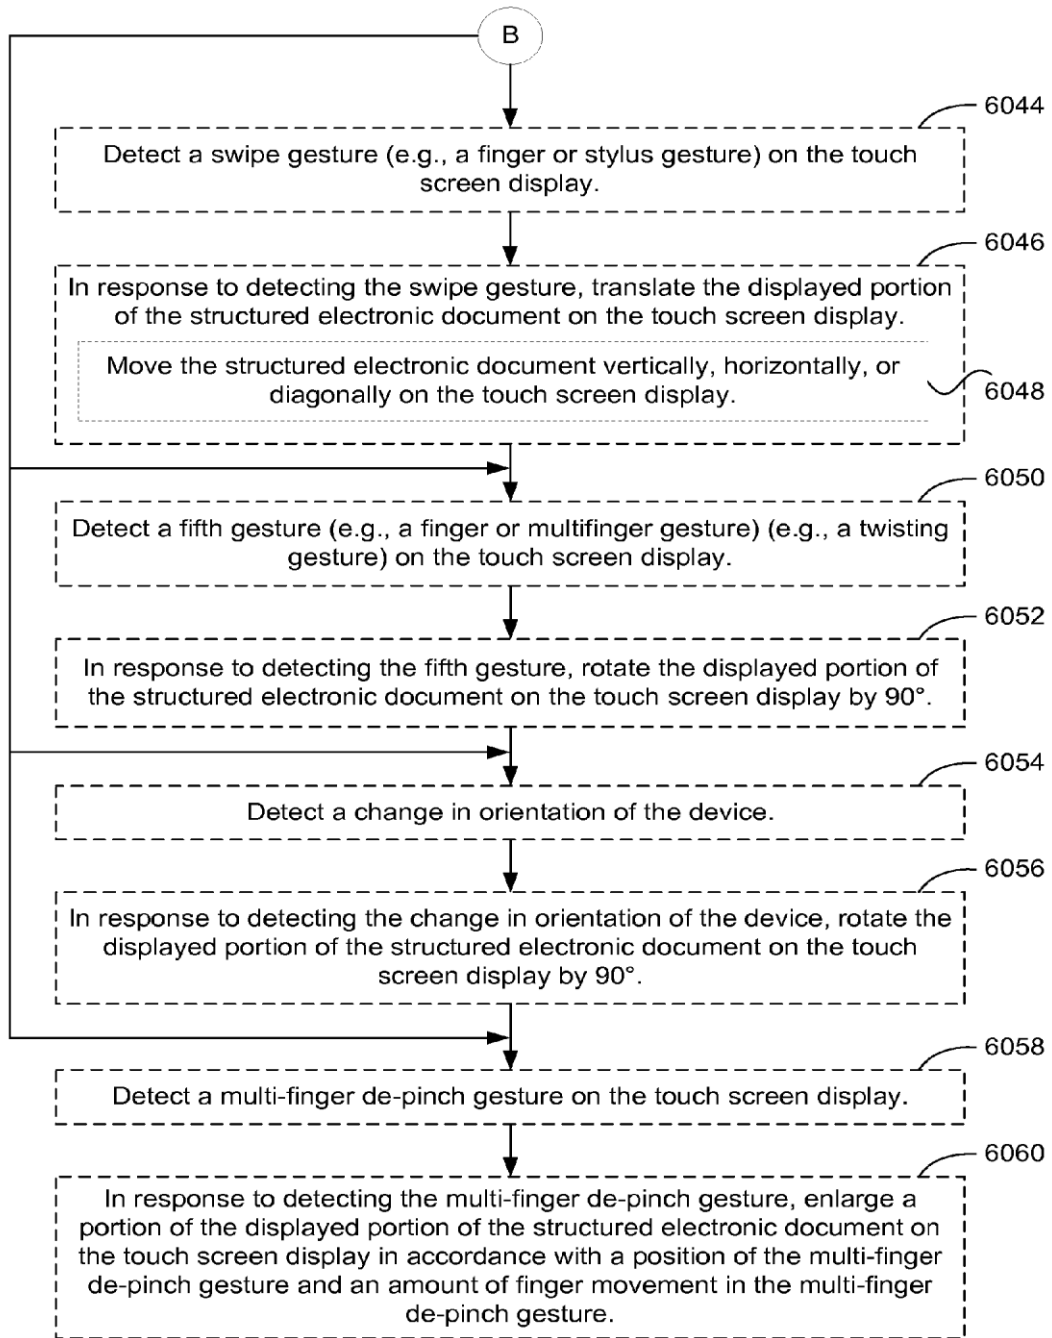 B
6044
Detect a swipe gesture (e.g., a finger or stylus gesture) on the touch
screen display.
6046
In response to detecting the swipe gesture, translate the displayed portion
of the structured electronic document on the touch screen display.
Move the structured electronic document vertically, horizontally, or
diagonally on the touch screen display.
6048
6050
Detect a fifth gesture (e.g., a finger or multifinger gesture) (e.g., a twisting
gesture) on the touch screen display.
6052
In response to detecting the fifth gesture, rotate the displayed portion of
the structured electronic document on the touch screen display by 90°.
6054
Detect a change in orientation of the device.
6056
In response to detecting the change in orientation of the device, rotate the
displayed portion of the structured electronic document on the touch
screen display by 90°.
6058
Detect a multi-finger de-pinch gesture on the touch screen display.
6060
In response to detecting the multi-finger de-pinch gesture, enlarge a
portion of the displayed portion of the structured electronic document on
the touch screen display in accordance with a position of the multi-finger
de-pinch gesture and an amount of finger movement in the multi-finger
de-pinch gesture.